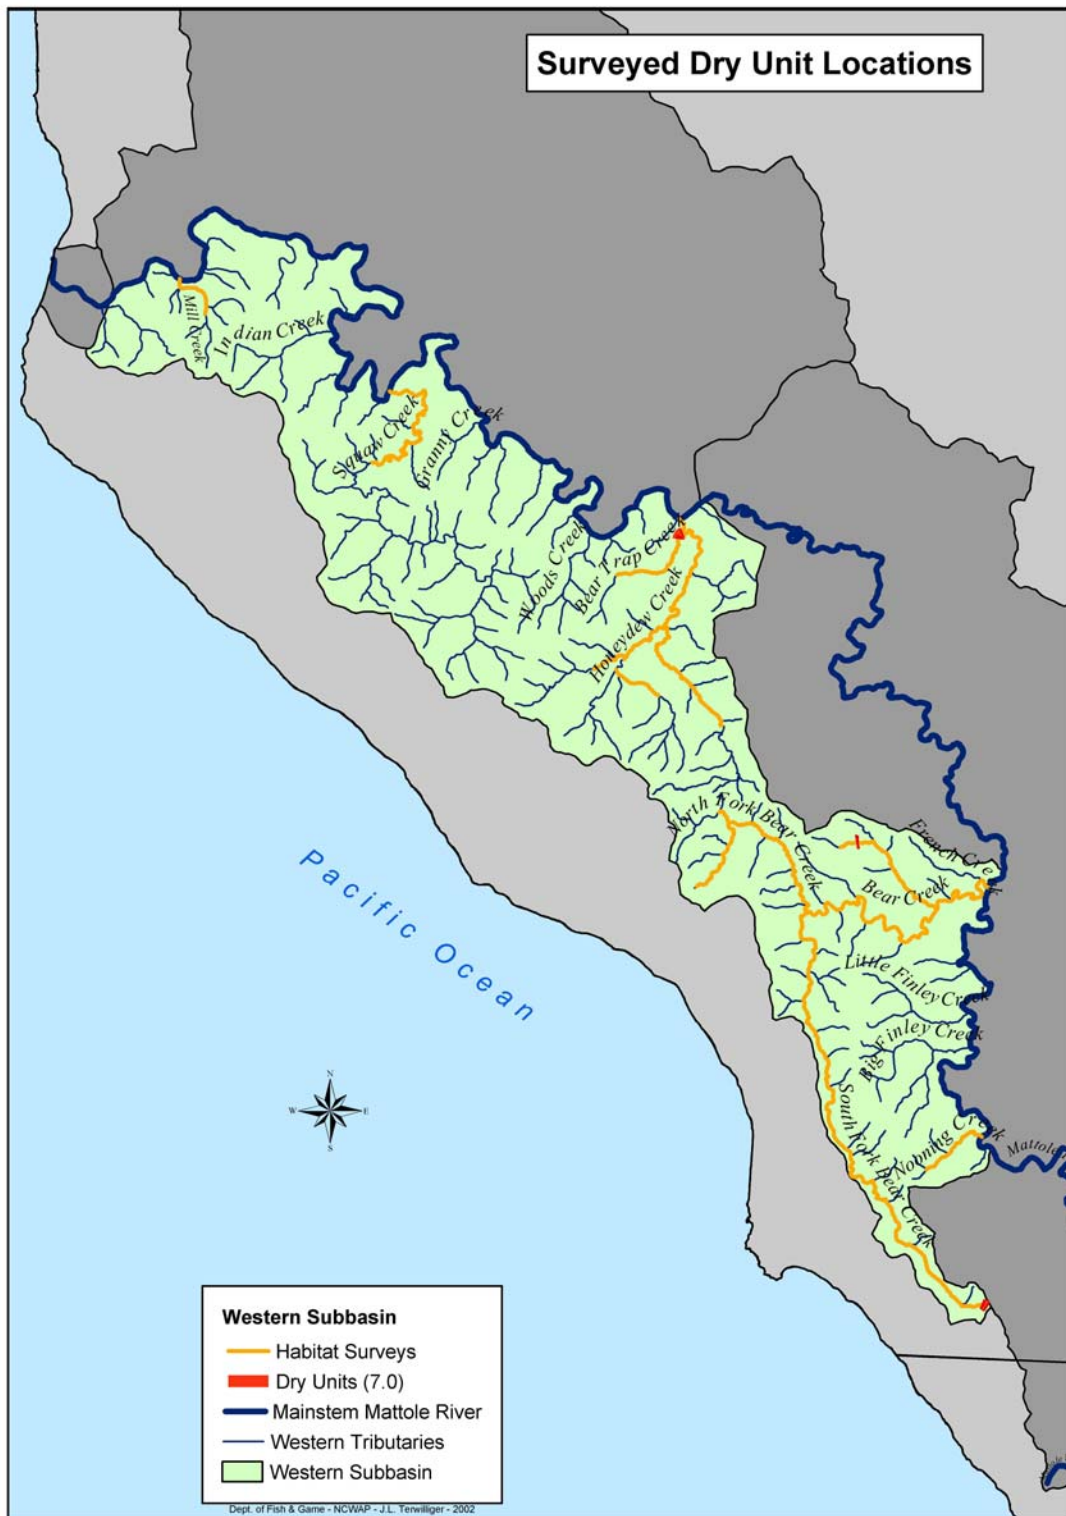 Surveyed Dry Unit Locations
Mill Creek
Indian Creek
Squaw Creek
Granny Creek
Woods Creek
Bear Trap Creek
Honeydew Creek
North Fork Bear Creek
French Creek
Bear Creek
Little Finley Creek
Big Finley Creek
South Fork Bear Creek
Nooning Creek
Mattole
Pacific Ocean
N
W
E
S
Western Subbasin
Habitat Surveys
Dry Units (7.0)
Mainstem Mattole River
Western Tributaries
Western Subbasin
Dept. of Fish & Game - NCWAP - J.L. Terwilliger - 2002